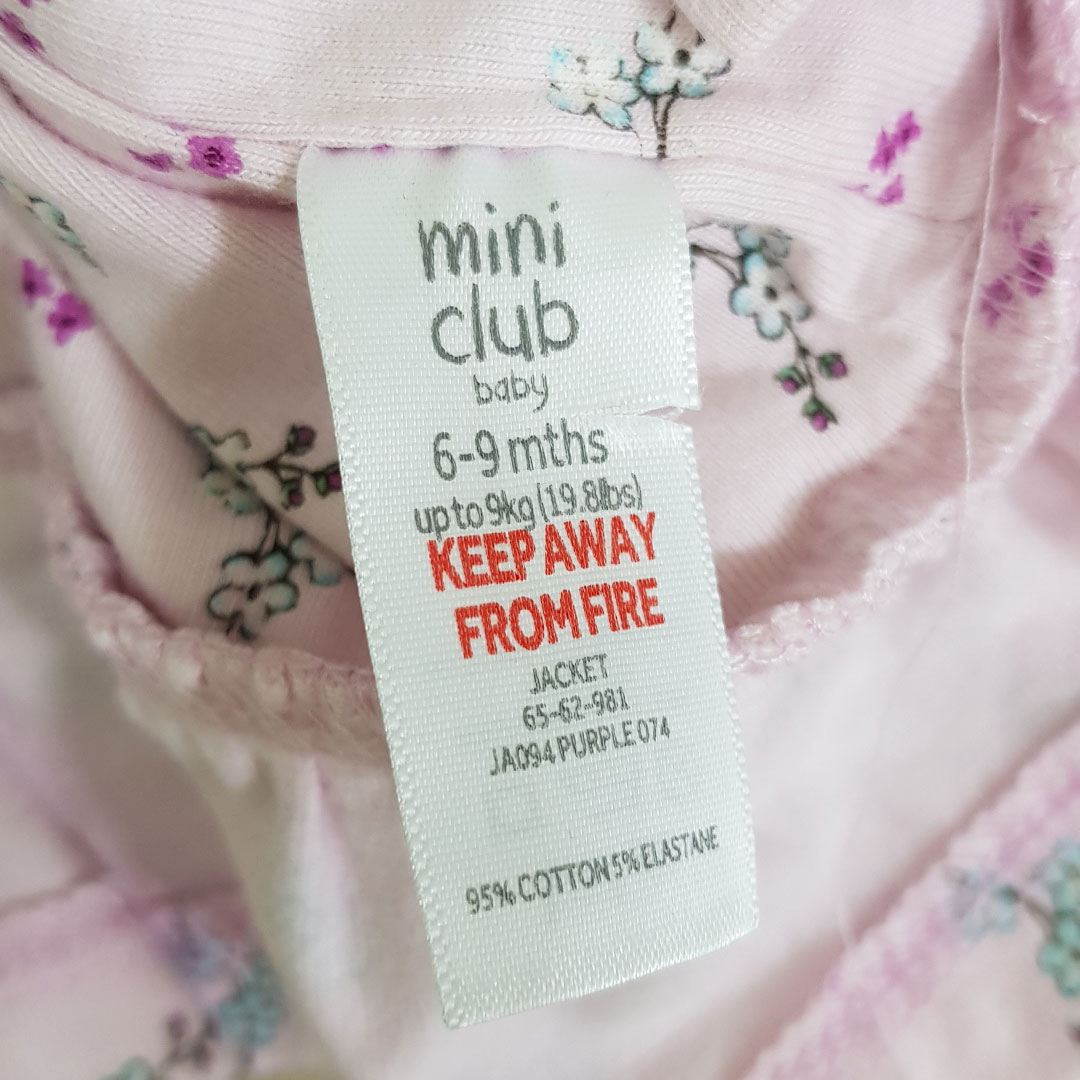 mini
club
baby
6-9 mths
up to 9kg (19.8lbs)
KEEP AWAY
FROM FIRE
JACKET
65-62-981
JA094 PURPLE 074
95% COTTON 5% ELASTANE